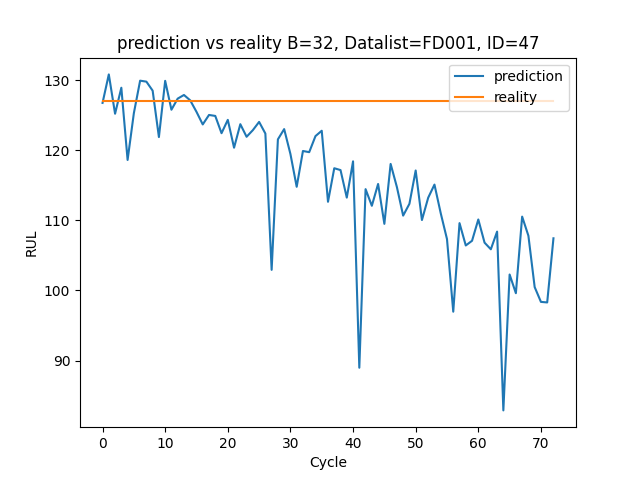 prediction vs reality B=32, Datalist=FD001, ID=47
prediction
reality
RUL
130
120
110
100
90
0 10 20 30 40 50 60 70
Cycle